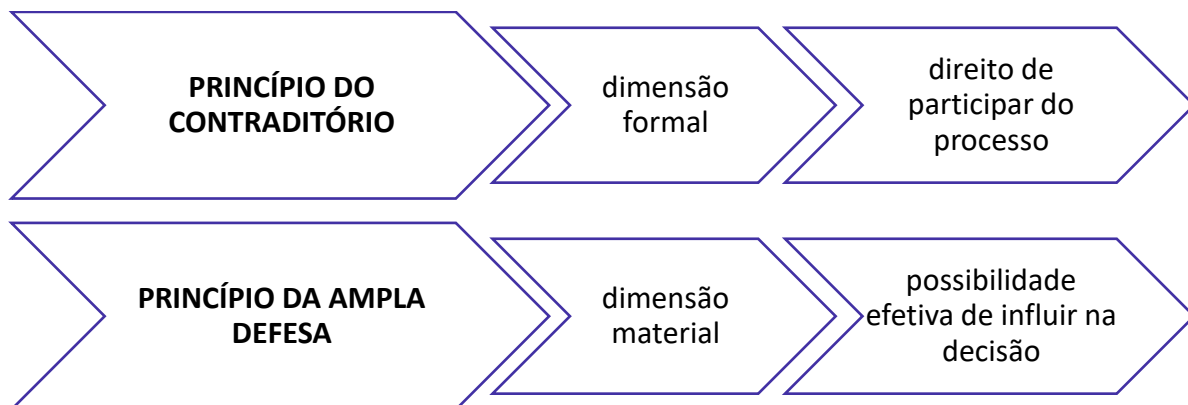 PRINCÍPIO DO
CONTRADITÓRIO
dimensão
formal
direito de
participar do
processo
PRINCÍPIO DA AMPLA
DEFESA
dimensão
material
possibilidade
efetiva de influir na
decisão